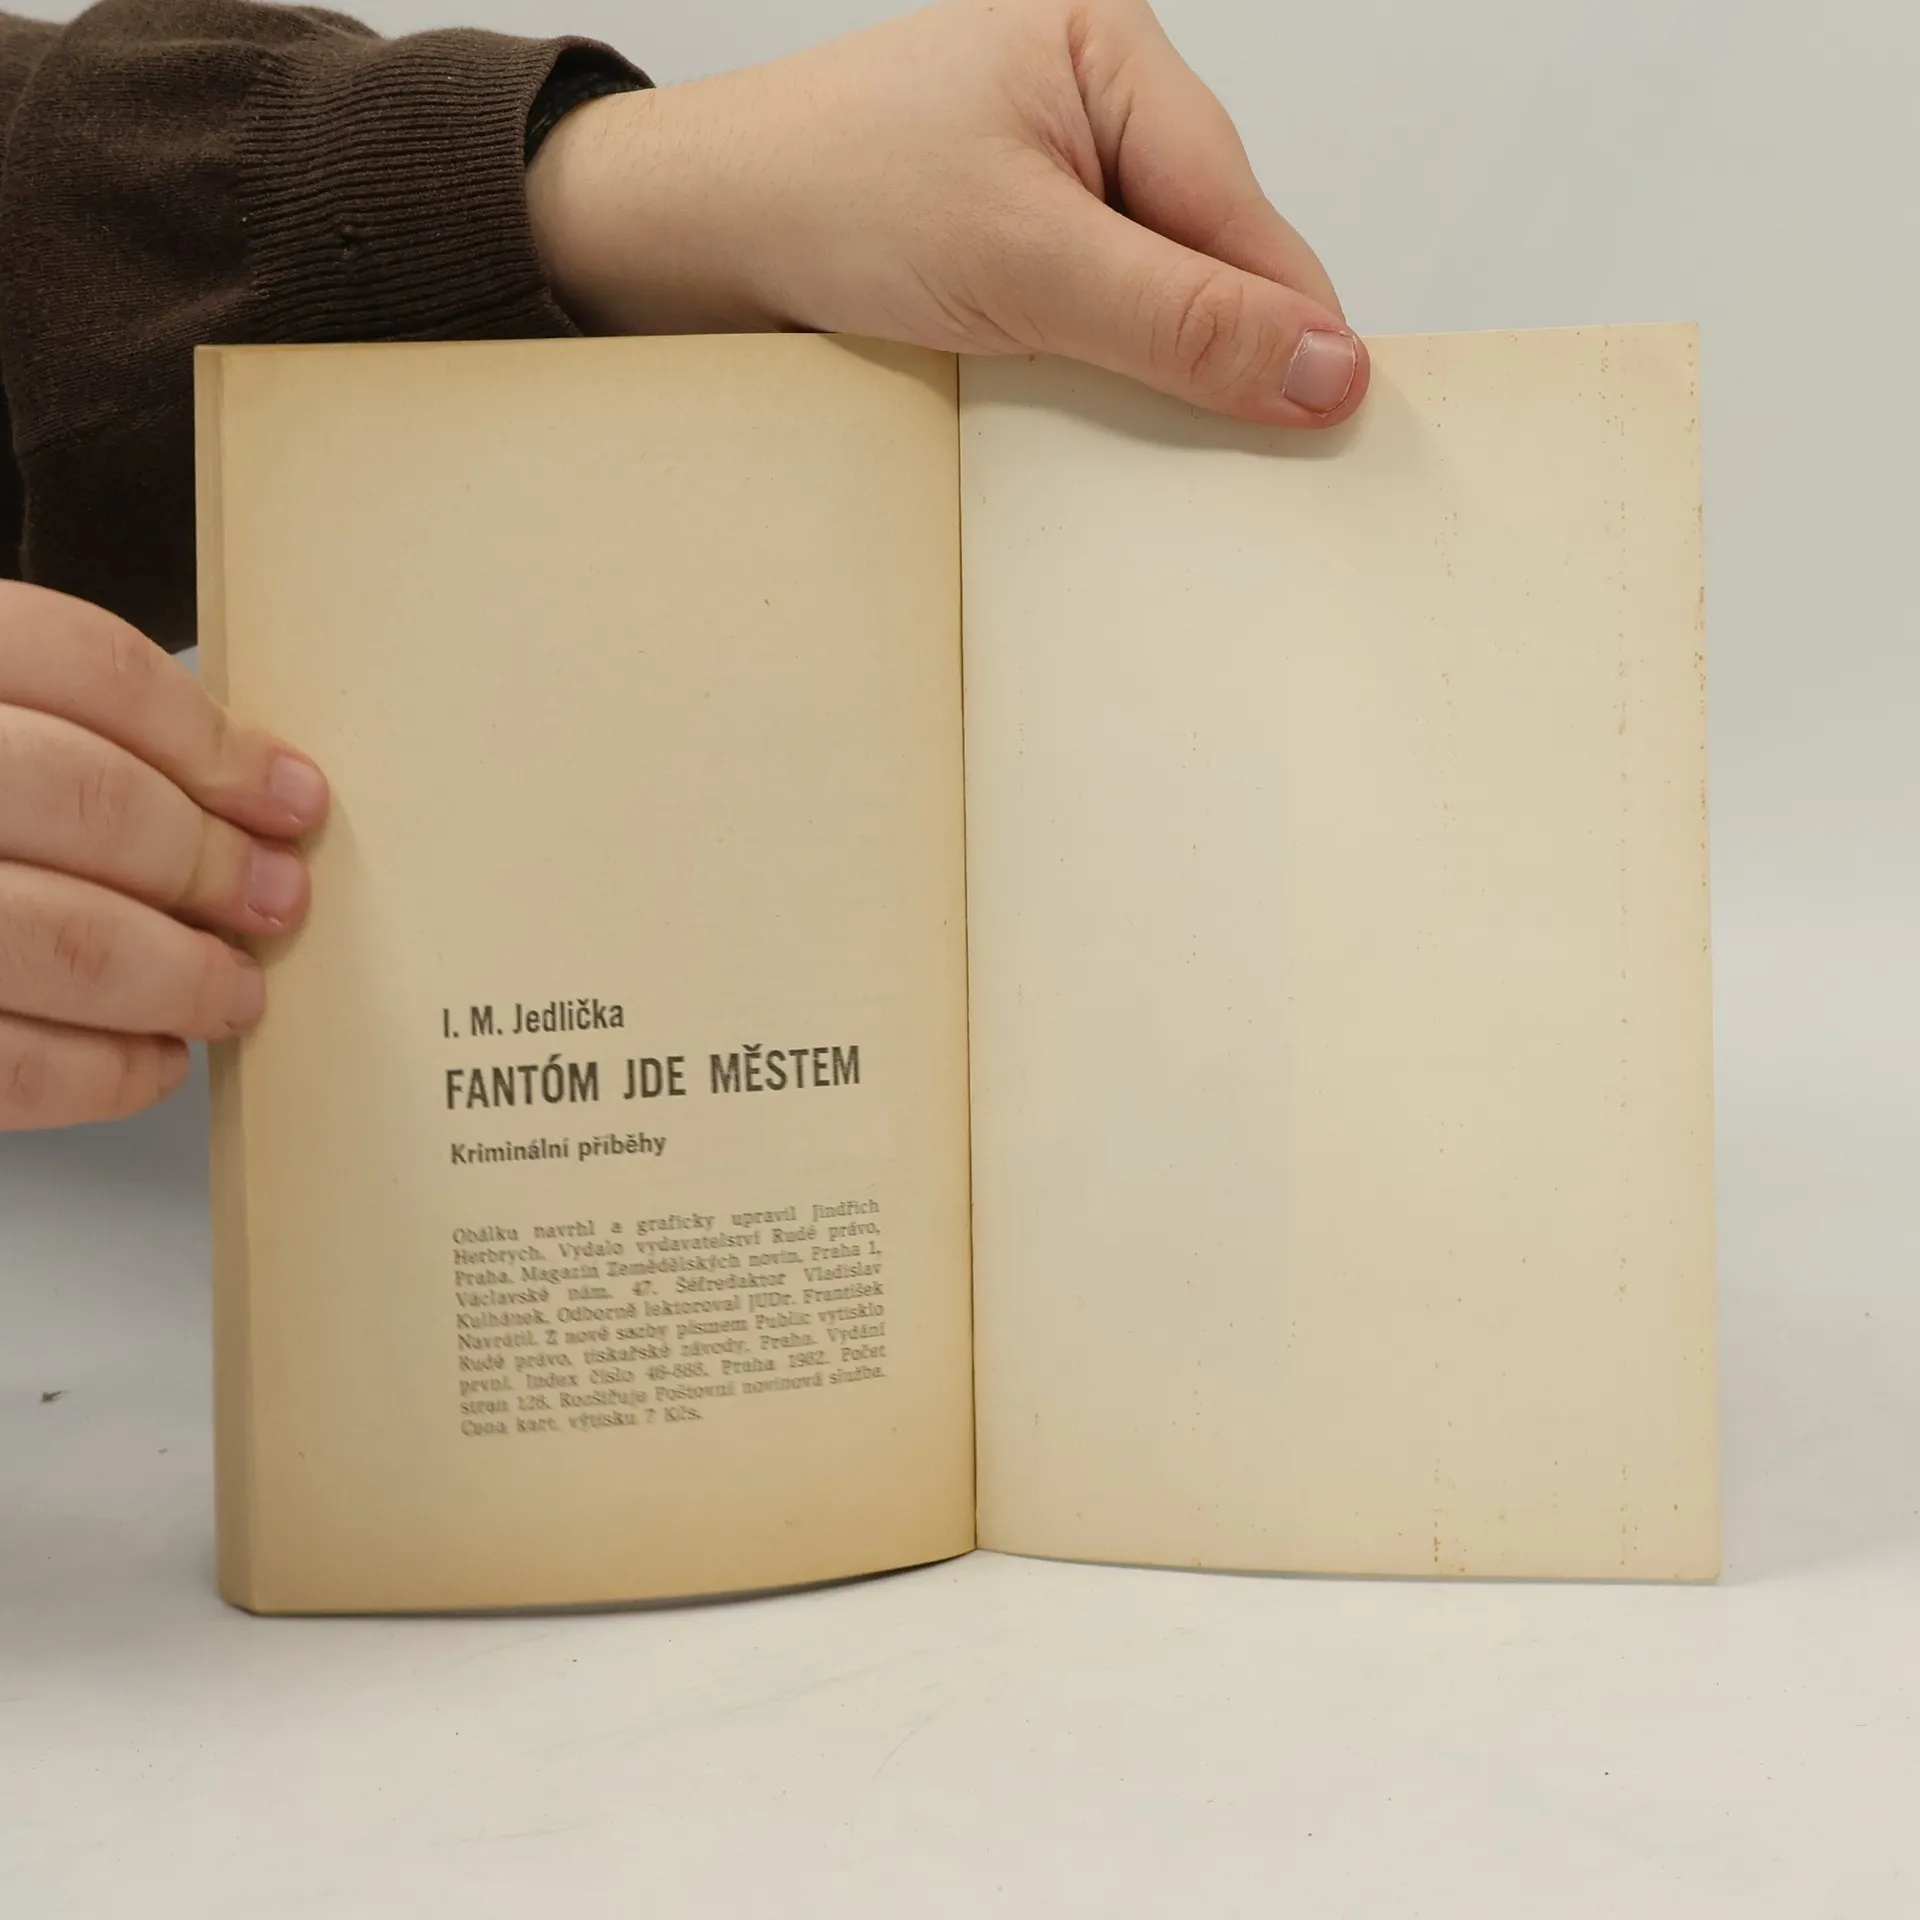 I. M. Jedlička
FANTÓM JDE MĚSTEM
Kriminální příběhy
Obálku navrhl a graficky upravil Jindřich
Herbrych. Vydalo vydavatelství Rudé právo,
Praha. Magazín Zemědělských novin, Praha 1,
Václavské nám. 47. Šéfredaktor Vladislav
Kulhánek. Odborně lektoroval JUDr. František
Navrátil. Z nové sazby písmem Public vytisklo
Rudé právo, tiskařské závody, Praha. Vydání
první. Index číslo Praha 1982. Počet
stran 128. Rozšiřuje Poštovní novinová služba.
Cena kart. výtisku 7 Kčs.